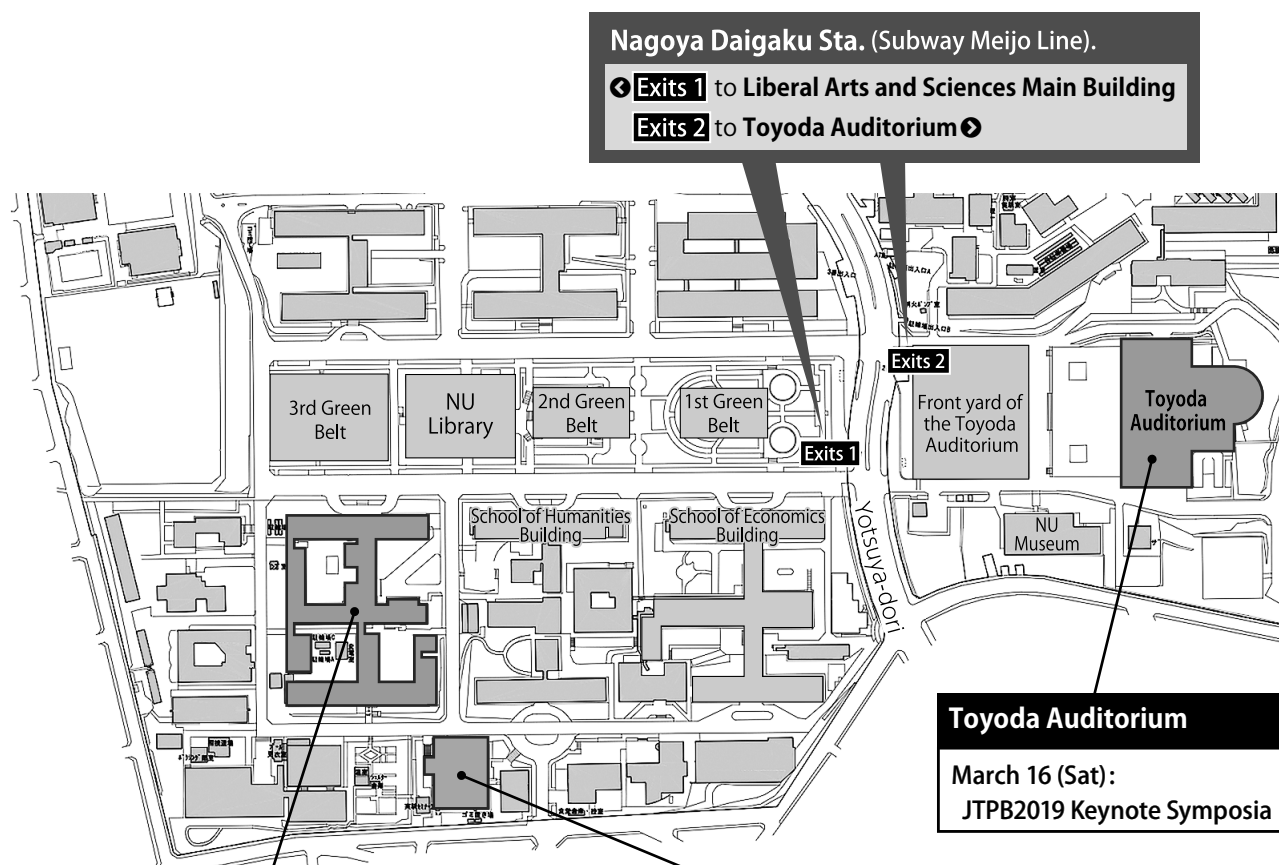 Nagoya Daigaku Sta. (Subway Meijo Line).
Exits 1 to Liberal Arts and Sciences Main Building
Exits 2 to Toyoda Auditorium
Exits 2
3rd Green
Belt
NU
Library
2nd Green
Belt
1st Green
Belt
Exits 1
Front yard of
the Toyoda
Auditorium
Toyoda
Auditorium
School of Humanities
Building
School of Economics
Building
Yotsuya-dori
NU
Museum
Toyoda Auditorium
March 16 (Sat):
JTPB2019 Keynote Symposia